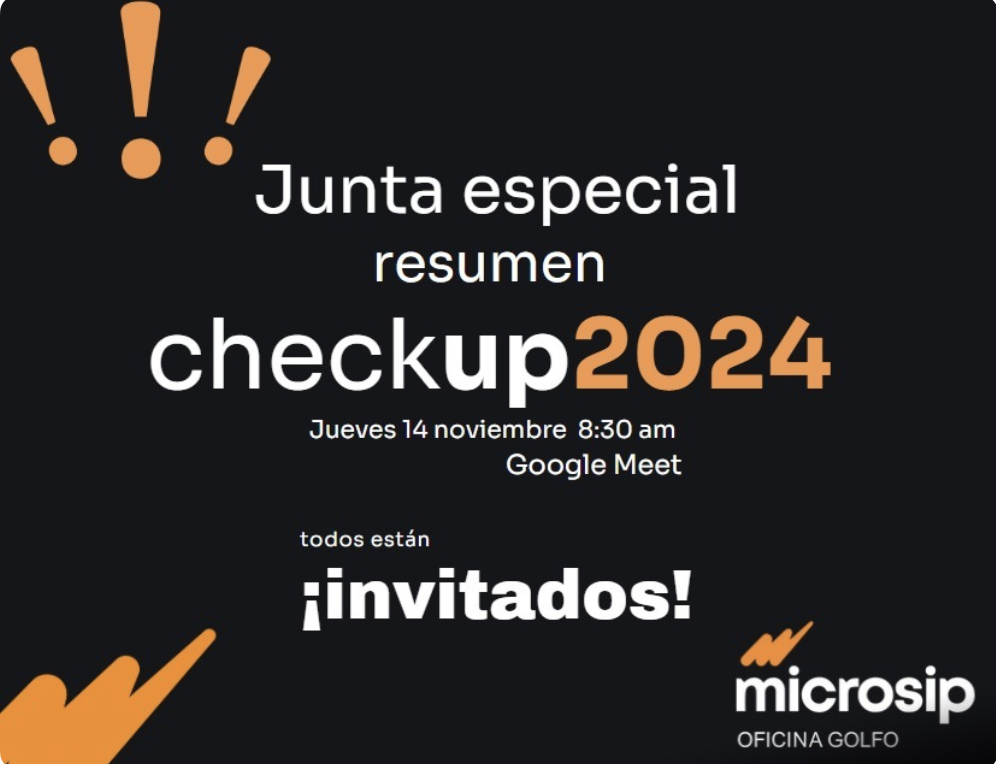 Junta especial
resumen
checkup2024
Jueves 14 noviembre 8:30 am
Google Meet
todos están
¡invitados!
microsip
OFICINA GOLFO